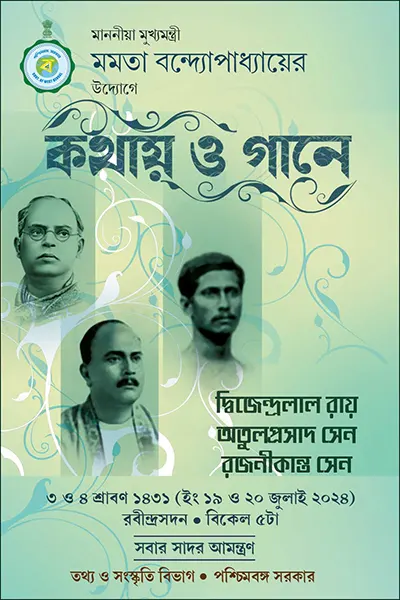 মাননীয়া মুখ্যমন্ত্রী
মমতা বন্দ্যোপাধ্যায়ের
উদ্যোগে
কথায় ও গানে
দ্বিজেন্দ্রলাল রায়
অতুলপ্রসাদ সেন
রজনীকান্ত সেন
৩ ও ৪ শ্রাবণ ১৪৩১ (ইং ১৯ ও ২০ জুলাই ২০২৪)
রবীন্দ্রসদন • বিকেল ৫টা
সবার সাদর আমন্ত্রণ
তথ্য ও সংস্কৃতি বিভাগ • পশ্চিমবঙ্গ সরকার